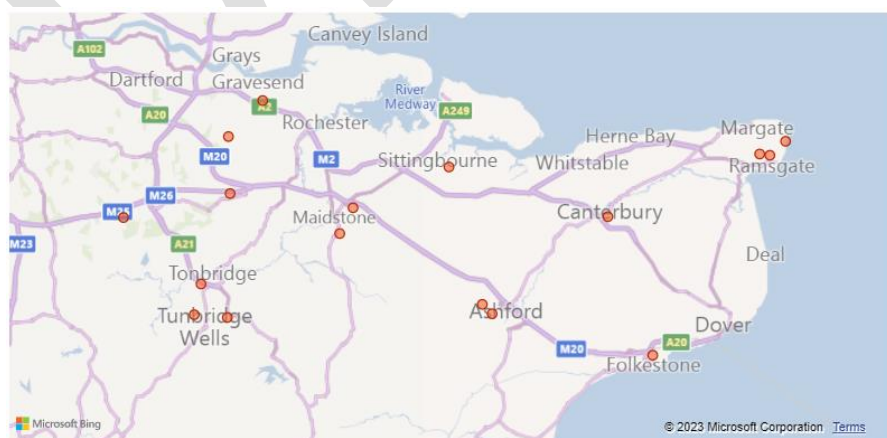 Canvey Island
A102
Grays
Dartford
Gravesend
A2
River
Medway
A249
A20
Rochester
Herne Bay
Margate
M20
M2
Sittingbourne
Whitstable
Ramsgate
M26
M25
Maidstone
Canterbury
M23
A21
Deal
Tonbridge
Tunbridge
Wells
Ashford
Dover
M20
A20
Folkestone
Microsoft Bing
© 2023 Microsoft Corporation Terms